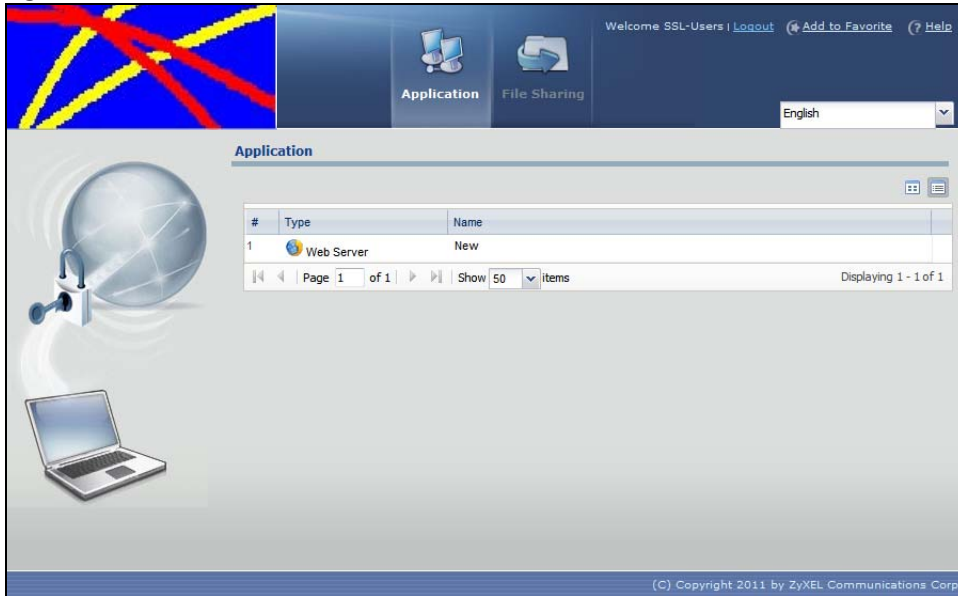 Welcome SSL-Users | Logout Add to Favorite ? Help
Application File Sharing
English
Application
# Type Name
1 Web Server New
Page 1 of 1 Show 50 items Displaying 1 - 1 of 1
(C) Copyright 2011 by ZyXEL Communications Corp